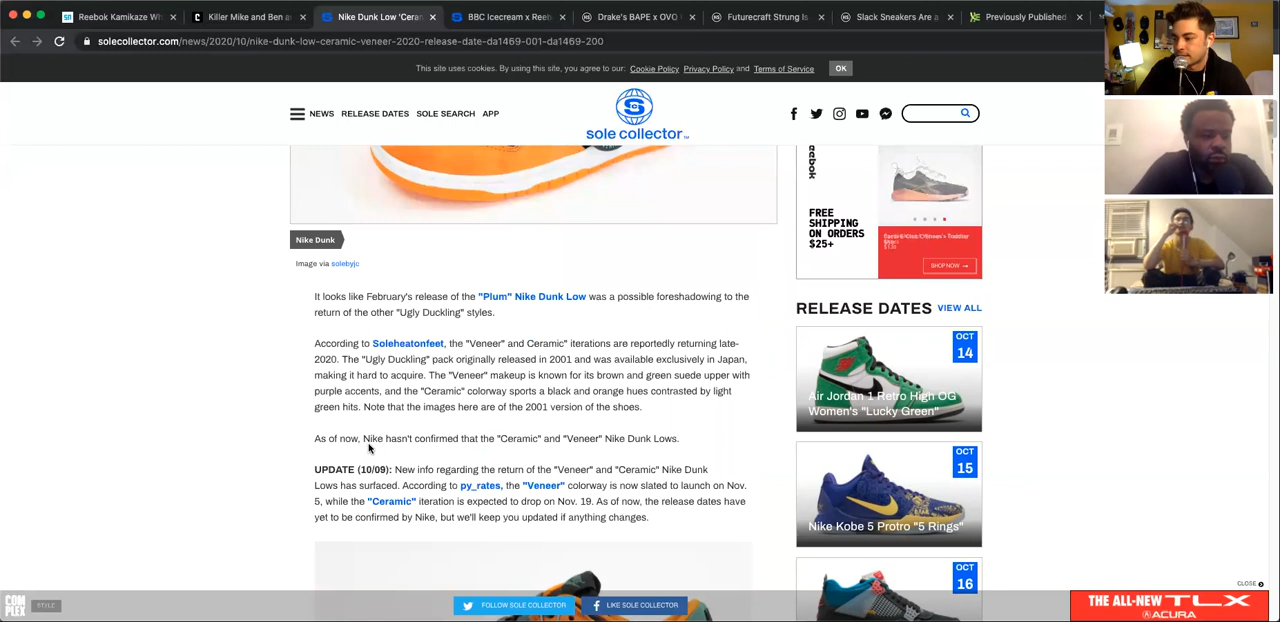 Reebok Kamikaze Wh
Killer Mike and Ben a
Nike Dunk Low 'Ceran
BBC Icecream x Reeb
Drake's BAPE x OVO
Futurecraft Strung Is
Slack Sneakers Are a
Previously Published
solecollector.com/news/2020/10/nike-dunk-low-ceramic-veneer-2020-release-date-da1469-001-da1469-200
This site uses cookies. By using this site, you agree to our: Cookie Policy Privacy Policy and Terms of Service OK
NEWS RELEASE DATES SOLE SEARCH APP
sole collector
Nike Dunk
Image via solebyjc
It looks like February's release of the "Plum" Nike Dunk Low was a possible foreshadowing to the
return of the other "Ugly Duckling" styles.
According to Soleheatonfeet, the "Veneer" and Ceramic" iterations are reportedly returning late-
2020. The "Ugly Duckling" pack originally released in 2001 and was available exclusively in Japan,
making it hard to acquire. The "Veneer" makeup is known for its brown and green suede upper with
purple accents, and the "Ceramic" colorway sports a black and orange hues contrasted by light
green hits. Note that the images here are of the 2001 version of the shoes.
As of now, Nike hasn't confirmed that the "Ceramic" and "Veneer" Nike Dunk Lows.
UPDATE (10/09): New info regarding the return of the "Veneer" and "Ceramic" Nike Dunk
Lows has surfaced. According to py_rates, the "Veneer" colorway is now slated to launch on Nov.
5, while the "Ceramic" iteration is expected to drop on Nov. 19. As of now, the release dates have
yet to be confirmed by Nike, but we'll keep you updated if anything changes.
FREE
SHIPPING
ON ORDERS
$25+
SHOP NOW →
RELEASE DATES VIEW ALL
OCT
14
Air Jordan 1 Retro High OG
Women's "Lucky Green"
OCT
15
Nike Kobe 5 Protro "5 Rings"
OCT
16
CLOSE
COMPLEX
STYLE
FOLLOW SOLE COLLECTOR
LIKE SOLE COLLECTOR
THE ALL-NEW TLX
ACURA